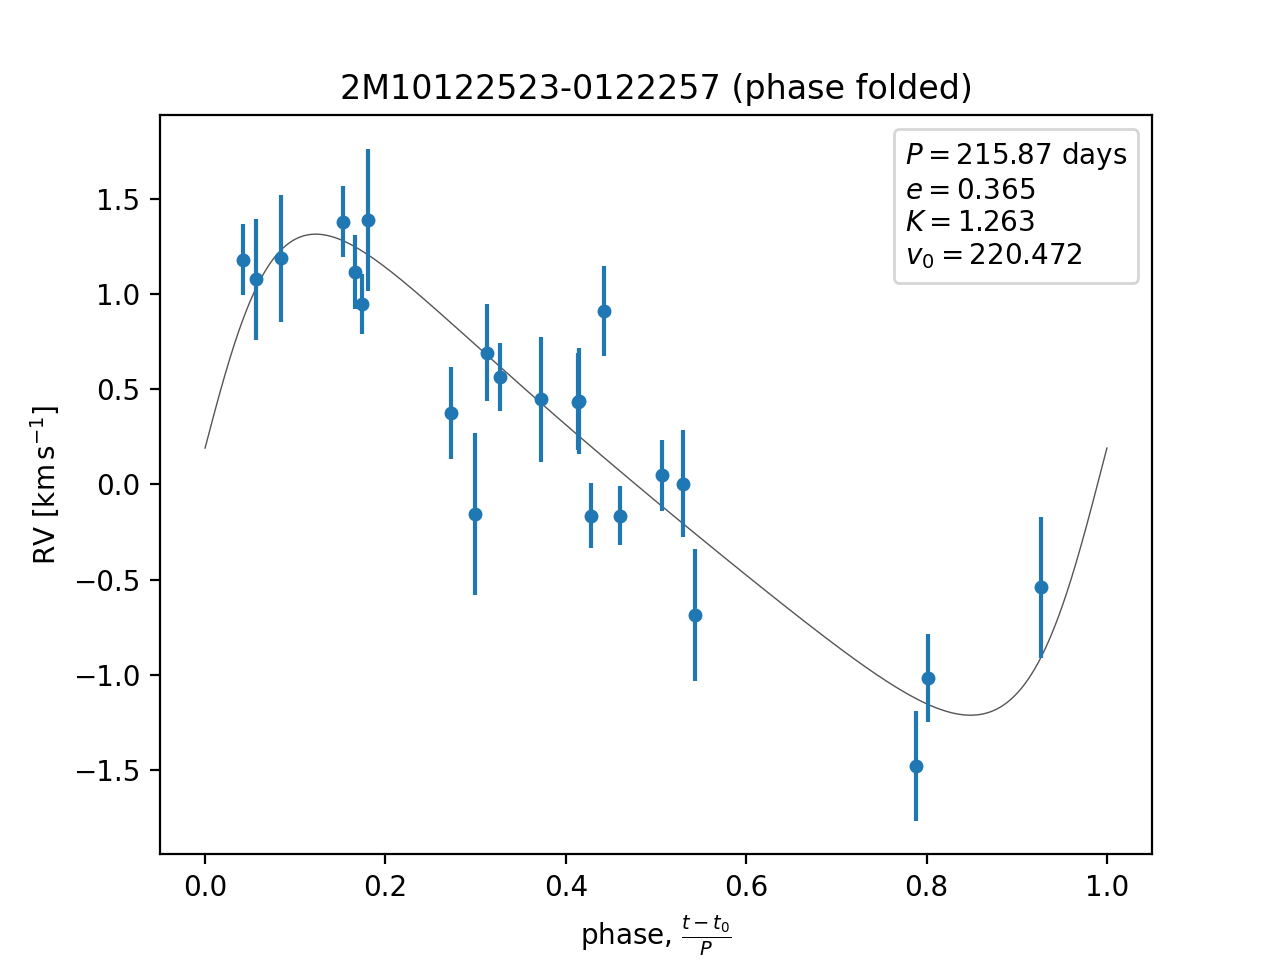 2M10122523-0122257 (phase folded)
P = 215.87 days
e = 0.365
K = 1.263
v₀ = 220.472
1.5
1.0
0.5
0.0
−0.5
−1.0
−1.5
RV [km s⁻¹]
0.0 0.2 0.4 0.6 0.8 1.0
phase, (t − t₀)/P